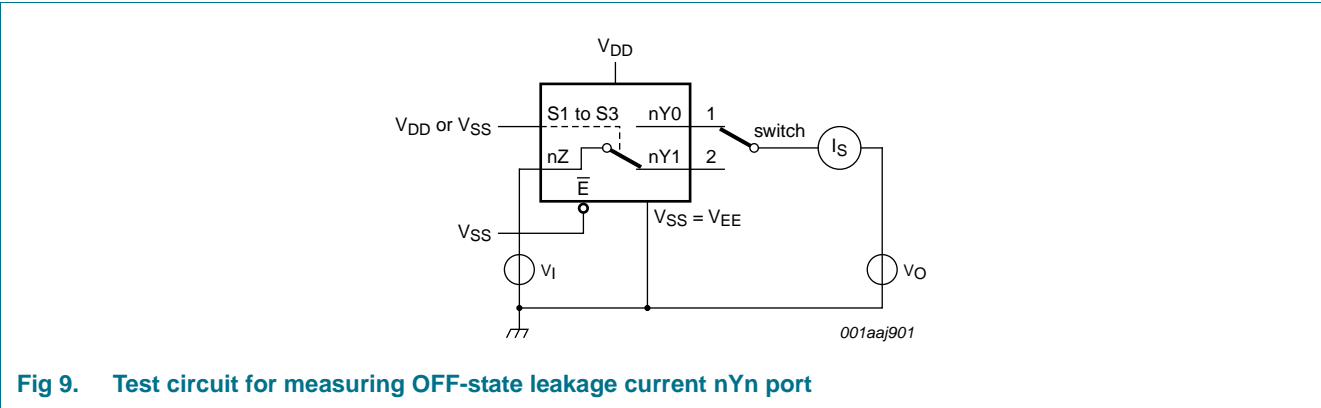 VDD
S1 to S3
nY0
1
VDD or VSS
switch
IS
nZ
nY1
2
E̅
VSS = VEE
VSS
VI
VO
001aaj901
Fig 9. Test circuit for measuring OFF-state leakage current nYn port